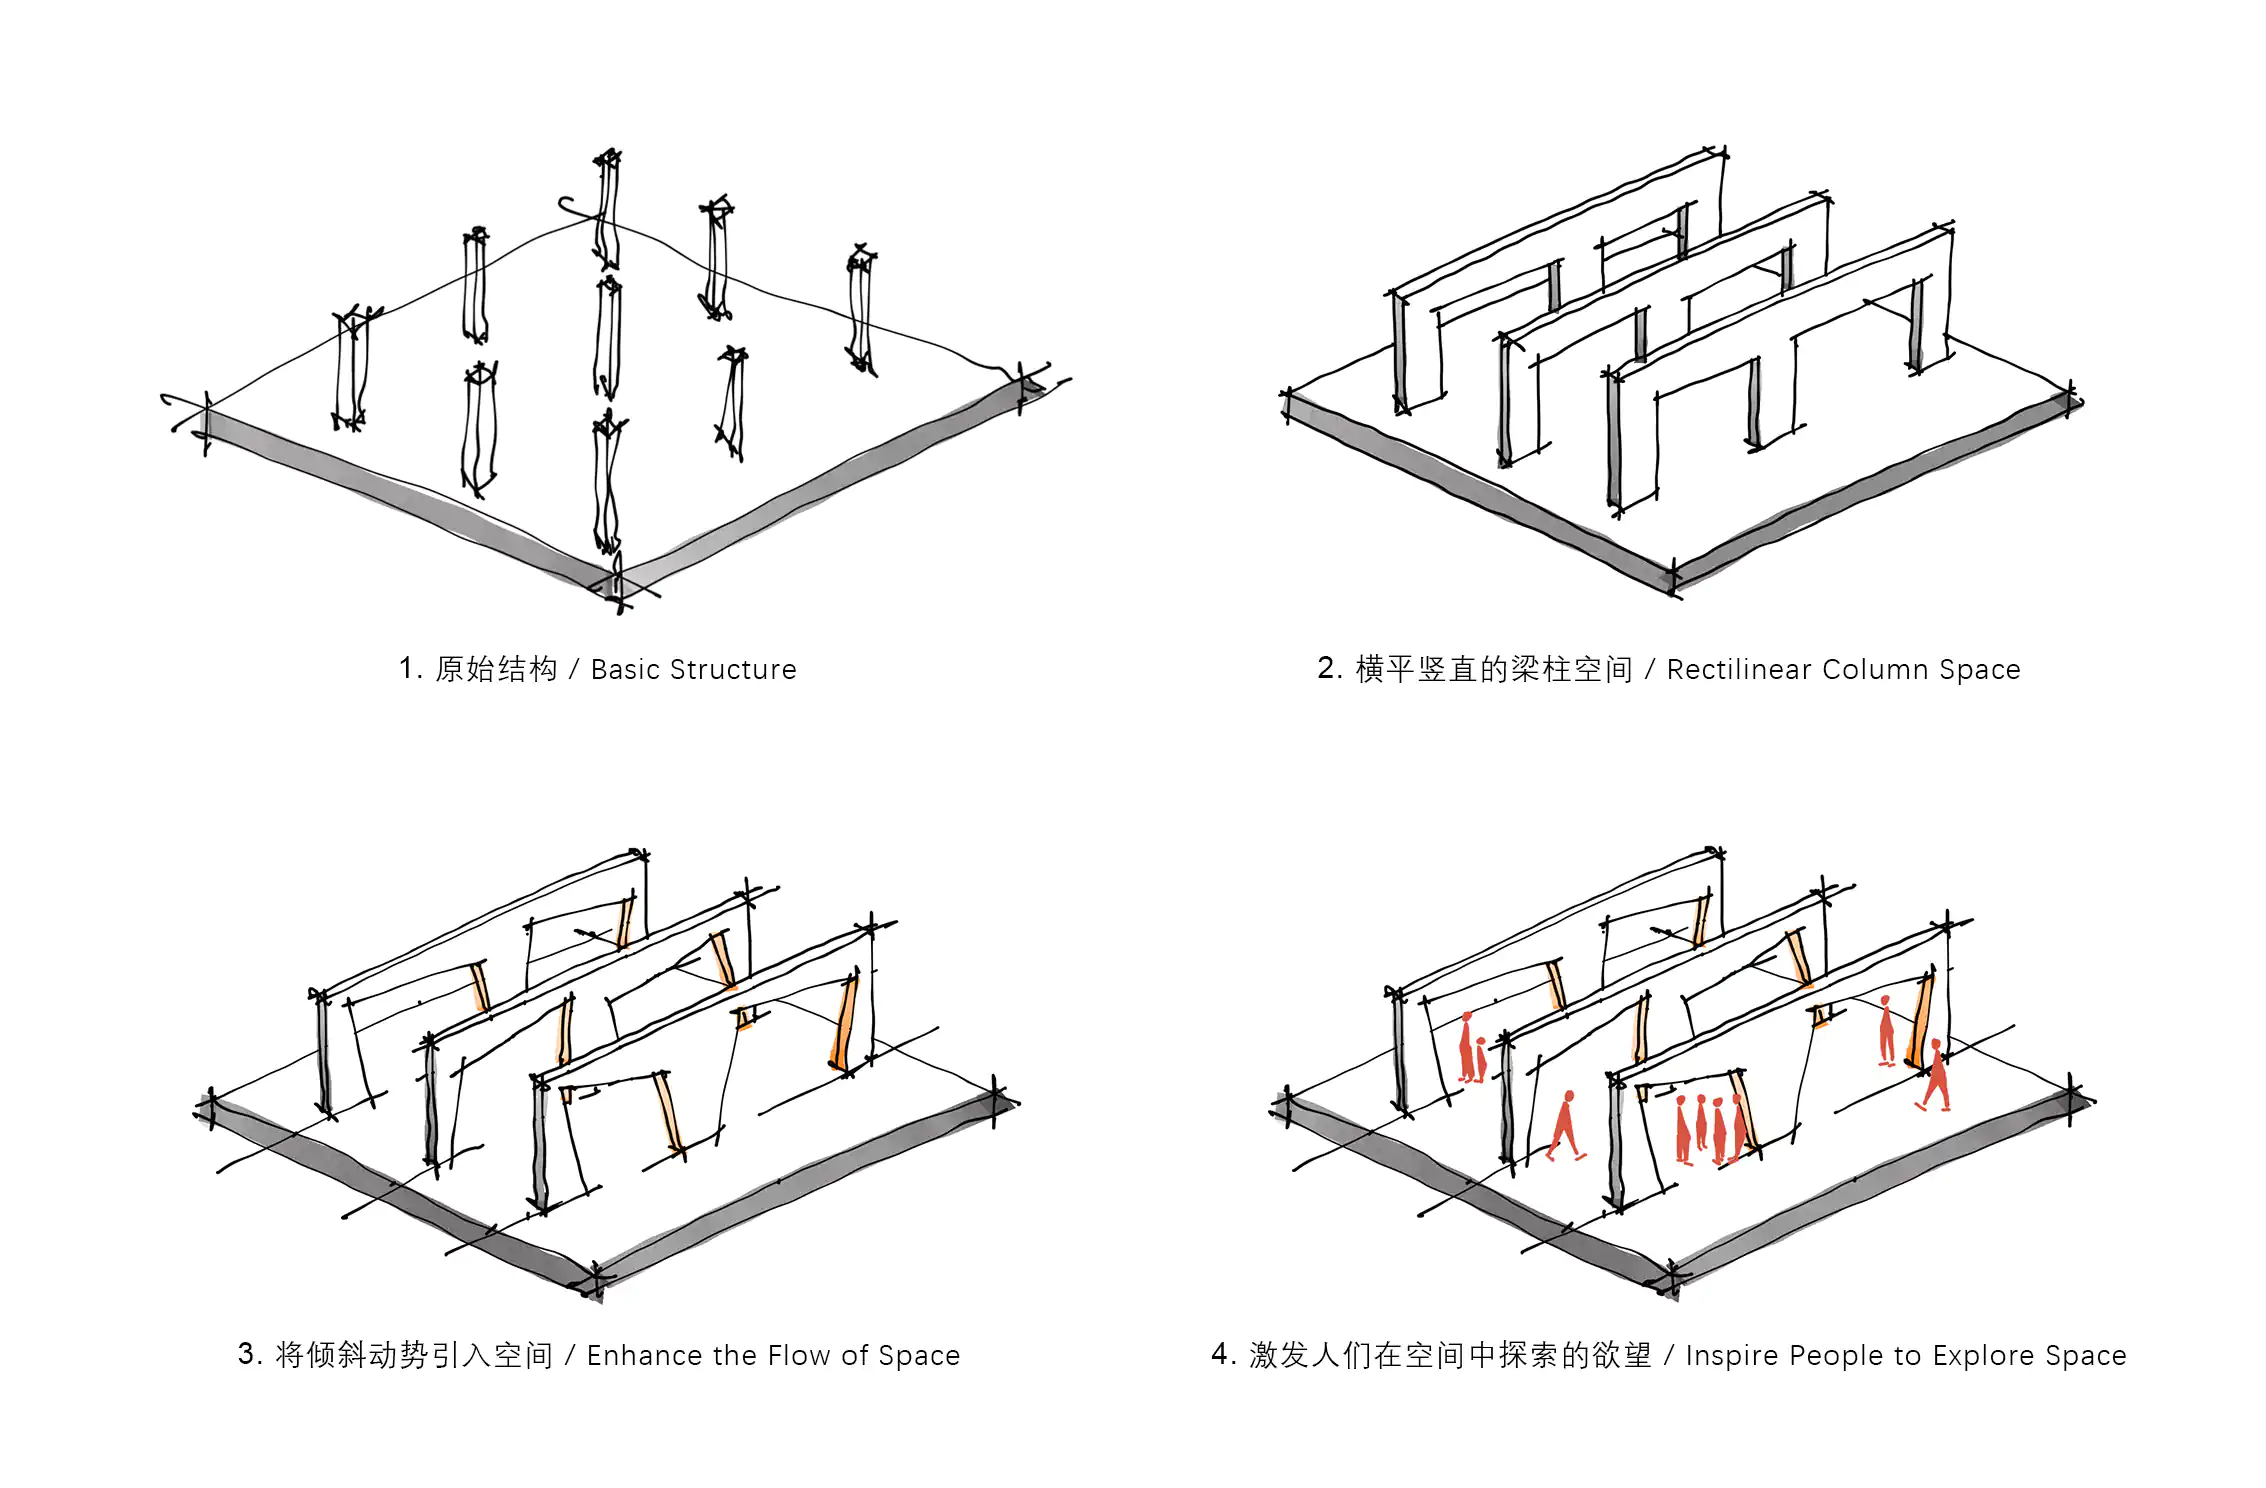 1. 原始结构 / Basic Structure
2. 横平竖直的梁柱空间 / Rectilinear Column Space
3. 将倾斜动势引入空间 / Enhance the Flow of Space
4. 激发人们在空间中探索的欲望 / Inspire People to Explore Space